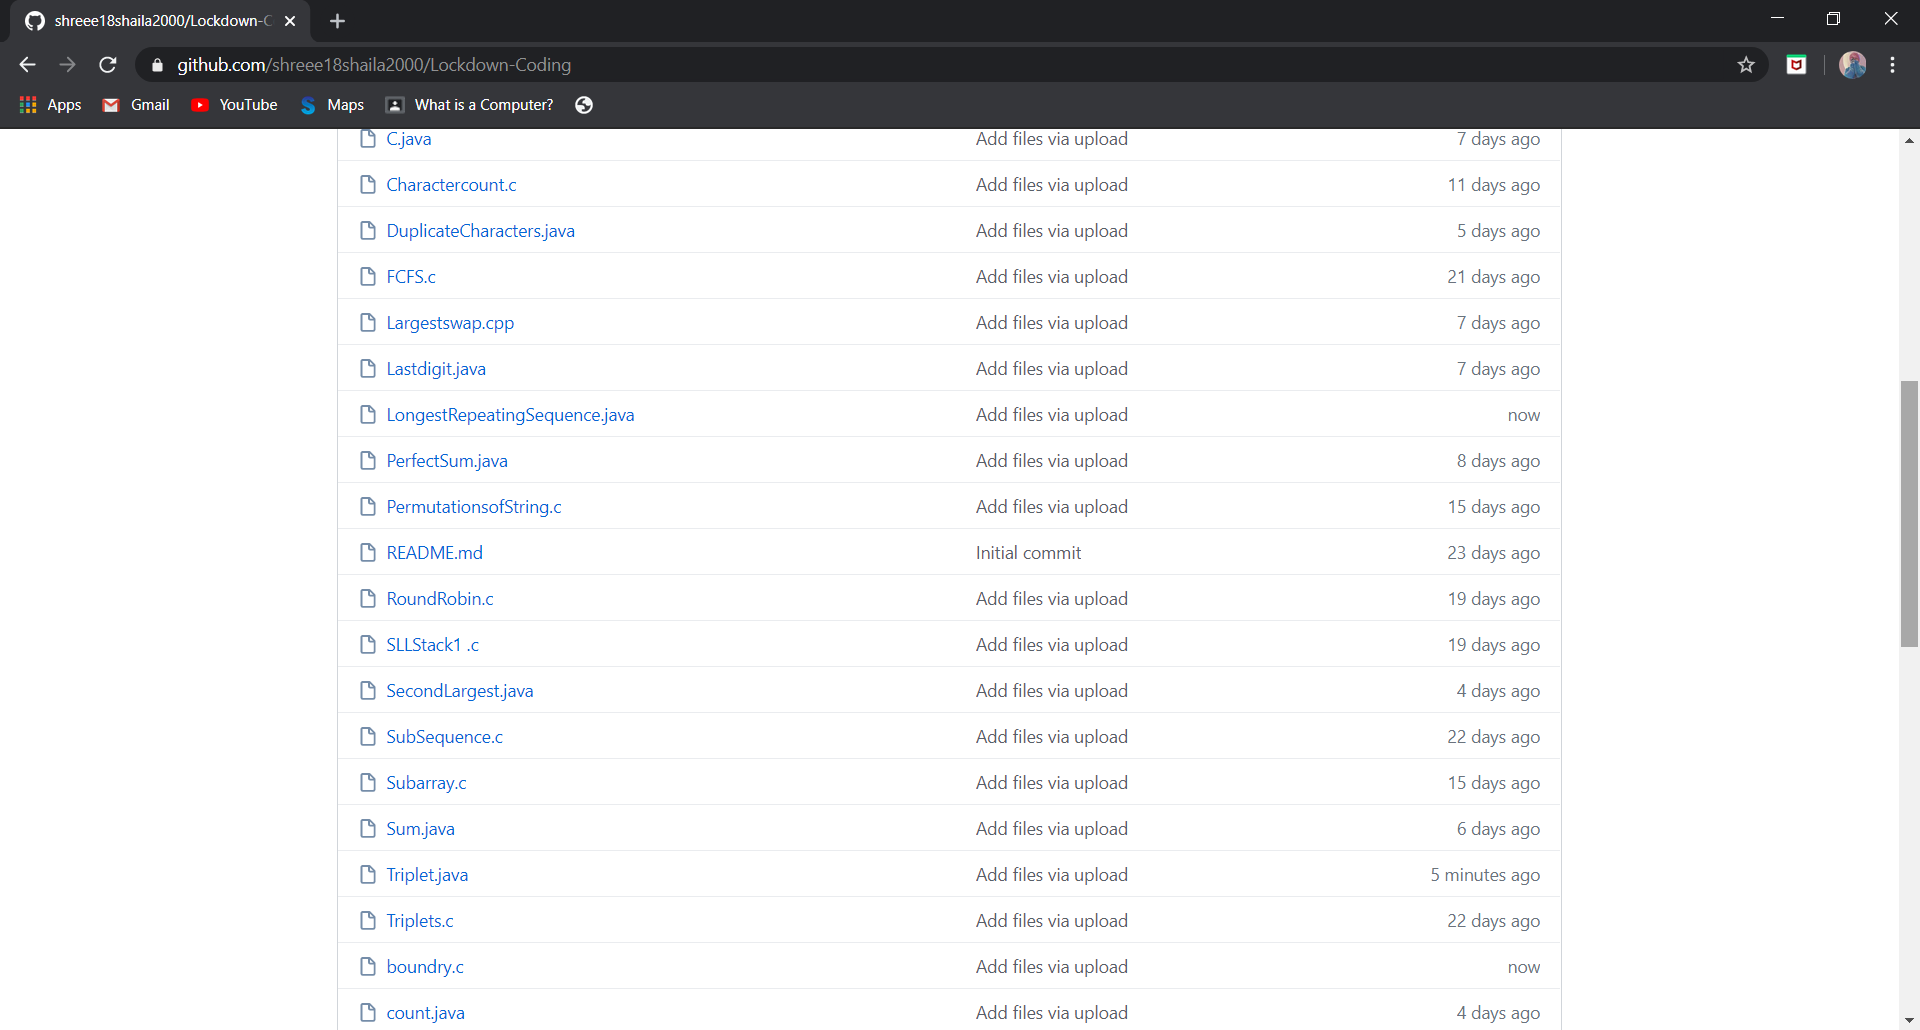 shreee18shaila2000/Lockdown-C
github.com/shreee18shaila2000/Lockdown-Coding
Apps Gmail YouTube Maps What is a Computer?
C.java Add files via upload 7 days ago
Charactercount.c Add files via upload 11 days ago
DuplicateCharacters.java Add files via upload 5 days ago
FCFS.c Add files via upload 21 days ago
Largestswap.cpp Add files via upload 7 days ago
Lastdigit.java Add files via upload 7 days ago
LongestRepeatingSequence.java Add files via upload now
PerfectSum.java Add files via upload 8 days ago
PermutationsofString.c Add files via upload 15 days ago
README.md Initial commit 23 days ago
RoundRobin.c Add files via upload 19 days ago
SLLStack1 .c Add files via upload 19 days ago
SecondLargest.java Add files via upload 4 days ago
SubSequence.c Add files via upload 22 days ago
Subarray.c Add files via upload 15 days ago
Sum.java Add files via upload 6 days ago
Triplet.java Add files via upload 5 minutes ago
Triplets.c Add files via upload 22 days ago
boundry.c Add files via upload now
count.java Add files via upload 4 days ago